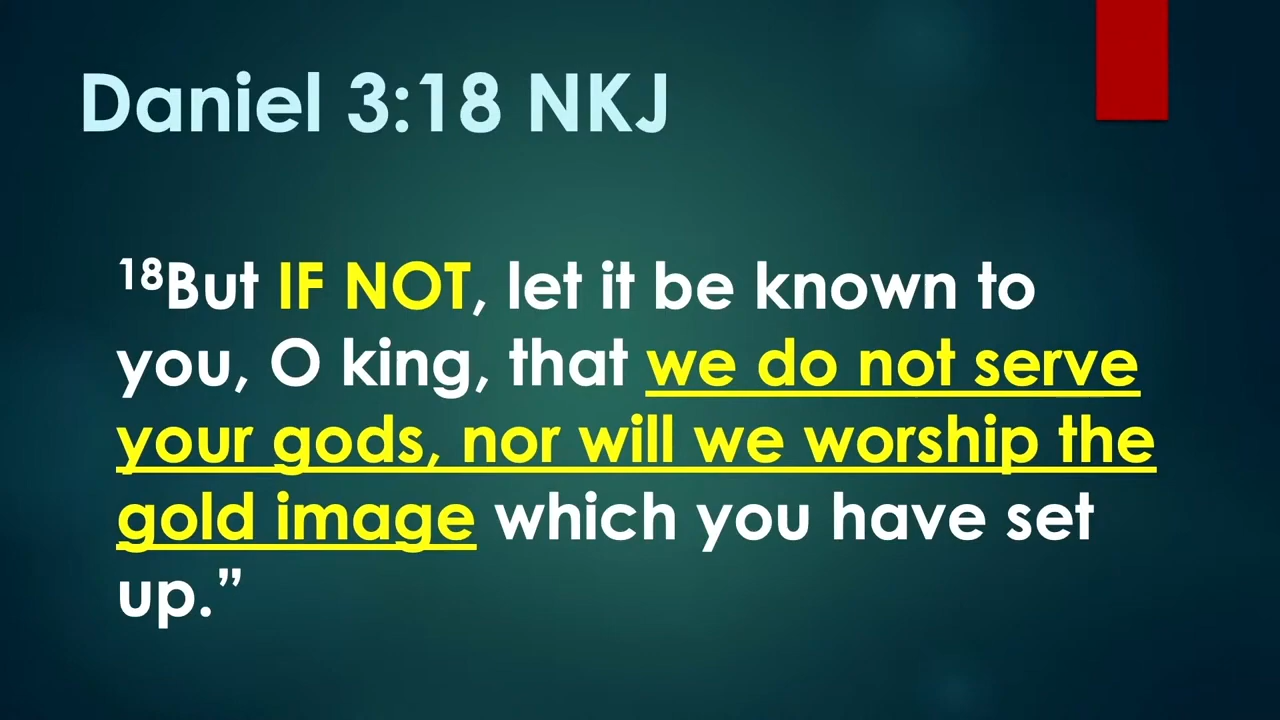 Daniel 3:18 NKJ
18But IF NOT, let it be known to
you, O king, that we do not serve
your gods, nor will we worship the
gold image which you have set
up.”